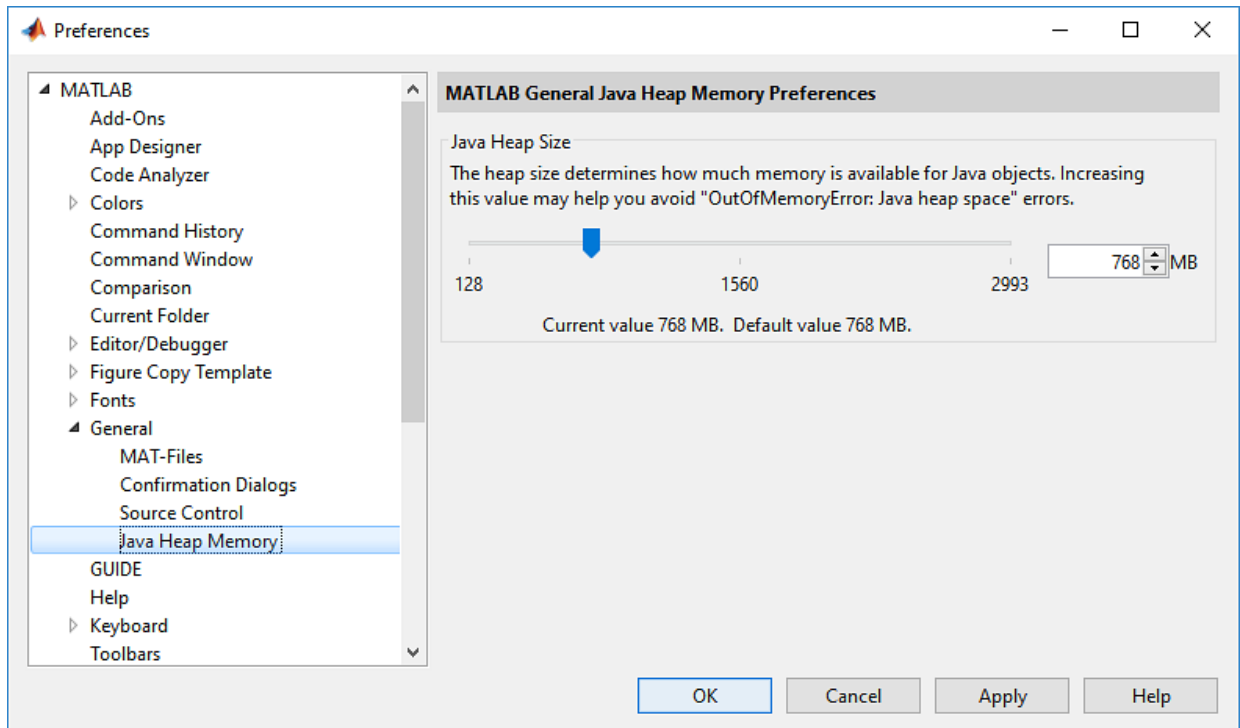 Preferences
MATLAB
Add-Ons
App Designer
Code Analyzer
Colors
Command History
Command Window
Comparison
Current Folder
Editor/Debugger
Figure Copy Template
Fonts
General
MAT-Files
Confirmation Dialogs
Source Control
Java Heap Memory
GUIDE
Help
Keyboard
Toolbars
MATLAB General Java Heap Memory Preferences
Java Heap Size
The heap size determines how much memory is available for Java objects. Increasing
this value may help you avoid "OutOfMemoryError: Java heap space" errors.
128 1560 2993
768 MB
Current value 768 MB. Default value 768 MB.
OK Cancel Apply Help